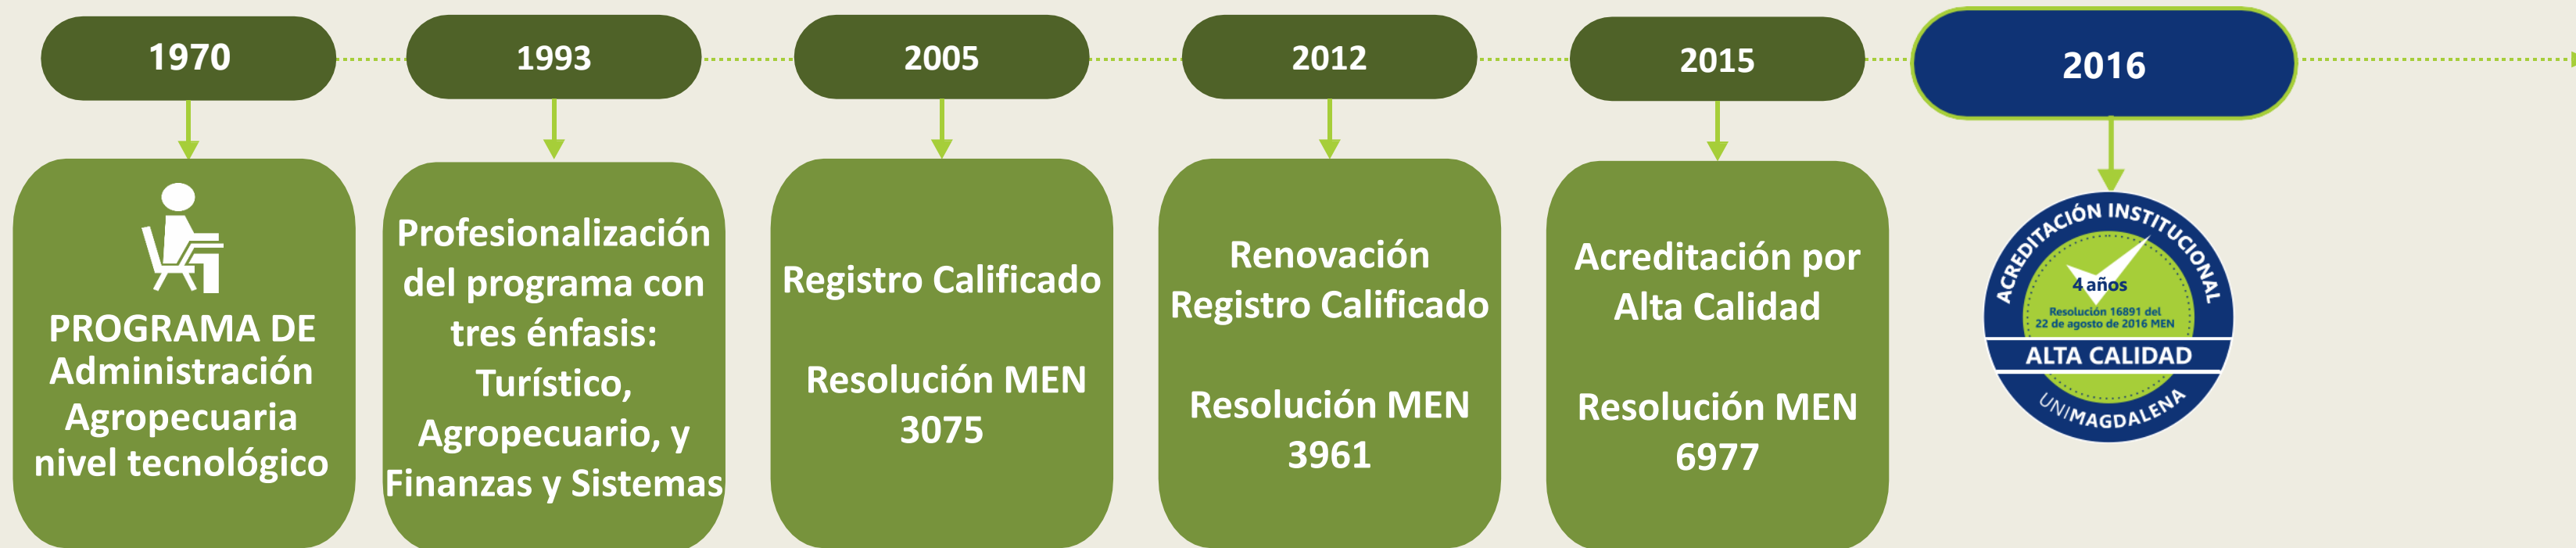 1970
PROGRAMA DE
Administración
Agropecuaria
nivel tecnológico
1993
Profesionalización
del programa con
tres énfasis:
Turístico,
Agropecuario, y
Finanzas y Sistemas
2005
Registro Calificado
Resolución MEN
3075
2012
Renovación
Registro Calificado
Resolución MEN
3961
2015
Acreditación por
Alta Calidad
Resolución MEN
6977
2016
ACREDITACIÓN INSTITUCIONAL
4 años
Resolución 16891 del
22 de agosto de 2016 MEN
ALTA CALIDAD
UNIMAGDALENA